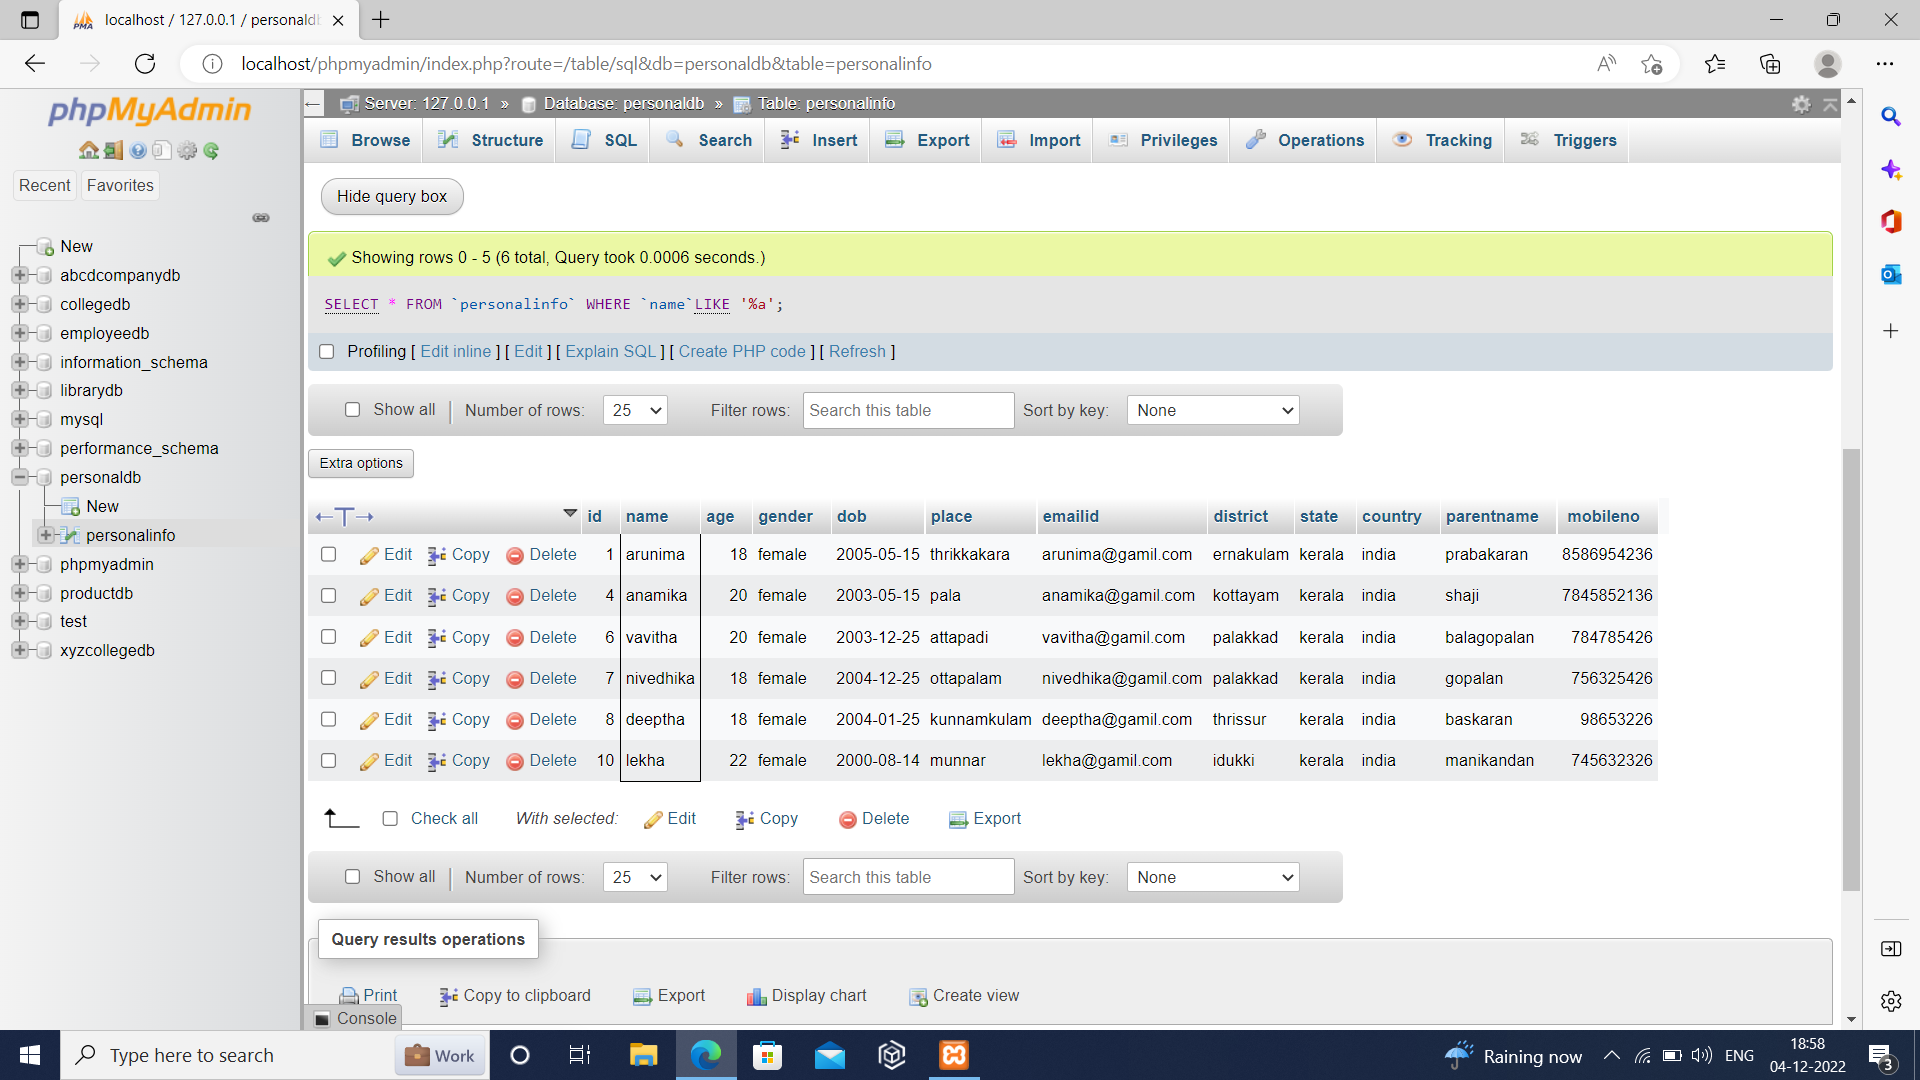 localhost / 127.0.0.1 / personaldb
localhost/phpmyadmin/index.php?route=/table/sql&db=personaldb&table=personalinfo
phpMyAdmin
Recent Favorites
New
abcdcompanydb
collegedb
employeedb
information_schema
librarydb
mysql
performance_schema
personaldb
New
personalinfo
phpmyadmin
productdb
test
xyzcollegedb
Server: 127.0.0.1 » Database: personaldb » Table: personalinfo
Browse Structure SQL Search Insert Export Import Privileges Operations Tracking Triggers
Hide query box
Showing rows 0 - 5 (6 total, Query took 0.0006 seconds.)
SELECT * FROM `personalinfo` WHERE `name`LIKE '%a';
Profiling [ Edit inline ] [ Edit ] [ Explain SQL ] [ Create PHP code ] [ Refresh ]
Show all | Number of rows: 25 Filter rows: Search this table Sort by key: None
Extra options
←T→ id name age gender dob place emailid district state country parentname mobileno
Edit Copy Delete 1 arunima 18 female 2005-05-15 thrikkakara arunima@gamil.com ernakulam kerala india prabakaran 8586954236
Edit Copy Delete 4 anamika 20 female 2003-05-15 pala anamika@gamil.com kottayam kerala india shaji 7845852136
Edit Copy Delete 6 vavitha 20 female 2003-12-25 attapadi vavitha@gamil.com palakkad kerala india balagopalan 784785426
Edit Copy Delete 7 nivedhika 18 female 2004-12-25 ottapalam nivedhika@gamil.com palakkad kerala india gopalan 756325426
Edit Copy Delete 8 deeptha 18 female 2004-01-25 kunnamkulam deeptha@gamil.com thrissur kerala india baskaran 98653226
Edit Copy Delete 10 lekha 22 female 2000-08-14 munnar lekha@gamil.com idukki kerala india manikandan 745632326
Check all With selected: Edit Copy Delete Export
Show all | Number of rows: 25 Filter rows: Search this table Sort by key: None
Query results operations
Print Copy to clipboard Export Display chart Create view
Console
Type here to search Work Raining now ENG 18:58
04-12-2022 3